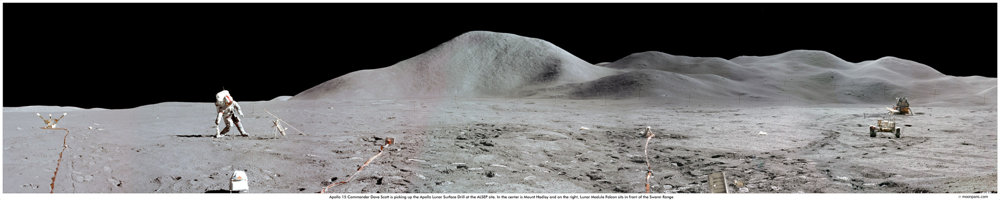 Apollo 15 Commander Dave Scott is picking up the Apollo Lunar Surface Drill at the ALSEP site. In the center is Mount Hadley and on the right, Lunar Module Falcon sits in front of the Swann Range
© moonpans.com